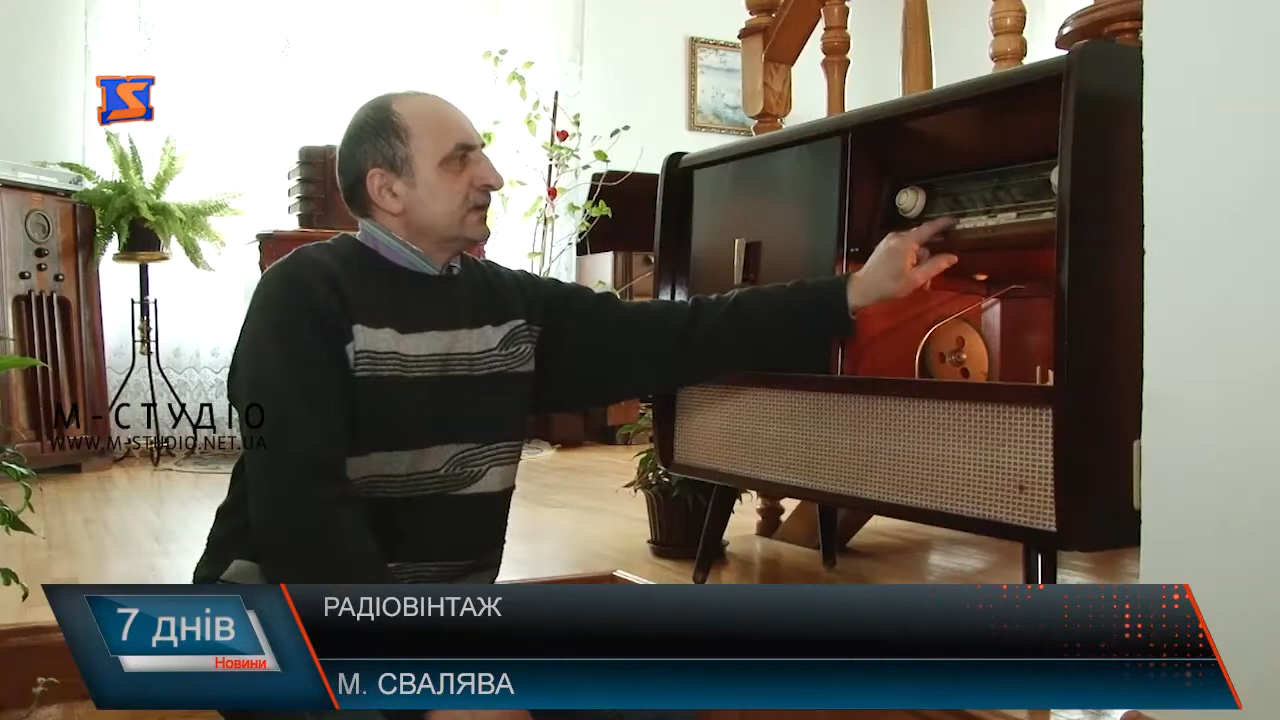 М-СТУДІО
WWW.M-STUDIO.NET.UA
7 днів
Новини
РАДІОВІНТАЖ
М. СВАЛЯВА